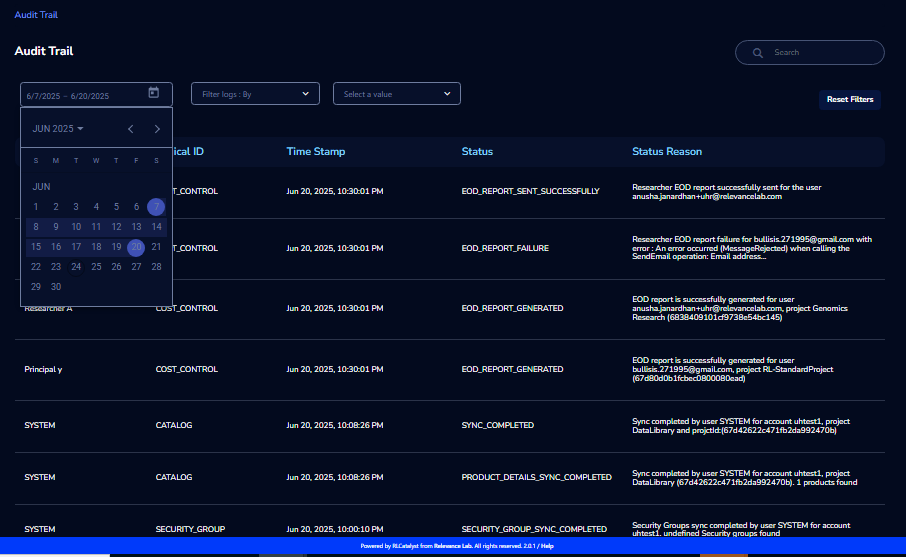 Audit Trail
Audit Trail
Search
6/7/2025 – 6/20/2025
Filter logs : By
Select a value
Reset Filters
JUN 2025
S M T W T F S
JUN
1 2 3 4 5 6 7
8 9 10 11 12 13 14
15 16 17 18 19 20 21
22 23 24 25 26 27 28
29 30
ical ID Time Stamp Status Status Reason
ST_CONTROL Jun 20, 2025, 10:30:01 PM EOD_REPORT_SENT_SUCCESSFULLY
Researcher EOD report successfully sent for the user
anusha.janardhan+uhr@relevancelab.com
ST_CONTROL Jun 20, 2025, 10:30:01 PM EOD_REPORT_FAILURE
Researcher EOD report failure for bullisis.271995@gmail.com with
error : An error occurred (MessageRejected) when calling the
SendEmail operation: Email address...
Researcher A COST_CONTROL Jun 20, 2025, 10:30:01 PM EOD_REPORT_GENERATED
EOD report is successfully generated for user
anusha.janardhan+uhr@relevancelab.com, project Genomics
Research (6838409101cf9738e54bc145)
Principal y COST_CONTROL Jun 20, 2025, 10:30:01 PM EOD_REPORT_GENERATED
EOD report is successfully generated for user
bullisis.271995@gmail.com, project RL-StandardProject
(67d80d0b1fcbec0800080ead)
SYSTEM CATALOG Jun 20, 2025, 10:08:26 PM SYNC_COMPLETED
Sync completed by user SYSTEM for account uhtest1, project
DataLibrary and projctId:(67d42622c471fb2da992470b)
SYSTEM CATALOG Jun 20, 2025, 10:08:26 PM PRODUCT_DETAILS_SYNC_COMPLETED
Sync completed by user SYSTEM for account uhtest1, project
DataLibrary (67d42622c471fb2da992470b). 1 products found
SYSTEM SECURITY_GROUP Jun 20, 2025, 10:00:10 PM SECURITY_GROUP_SYNC_COMPLETED
Security Groups sync completed by user SYSTEM for account
uhtest1. undefined Security groups found
Powered by RLCatalyst from Relevance Lab. All rights reserved. 2.0.1 / Help